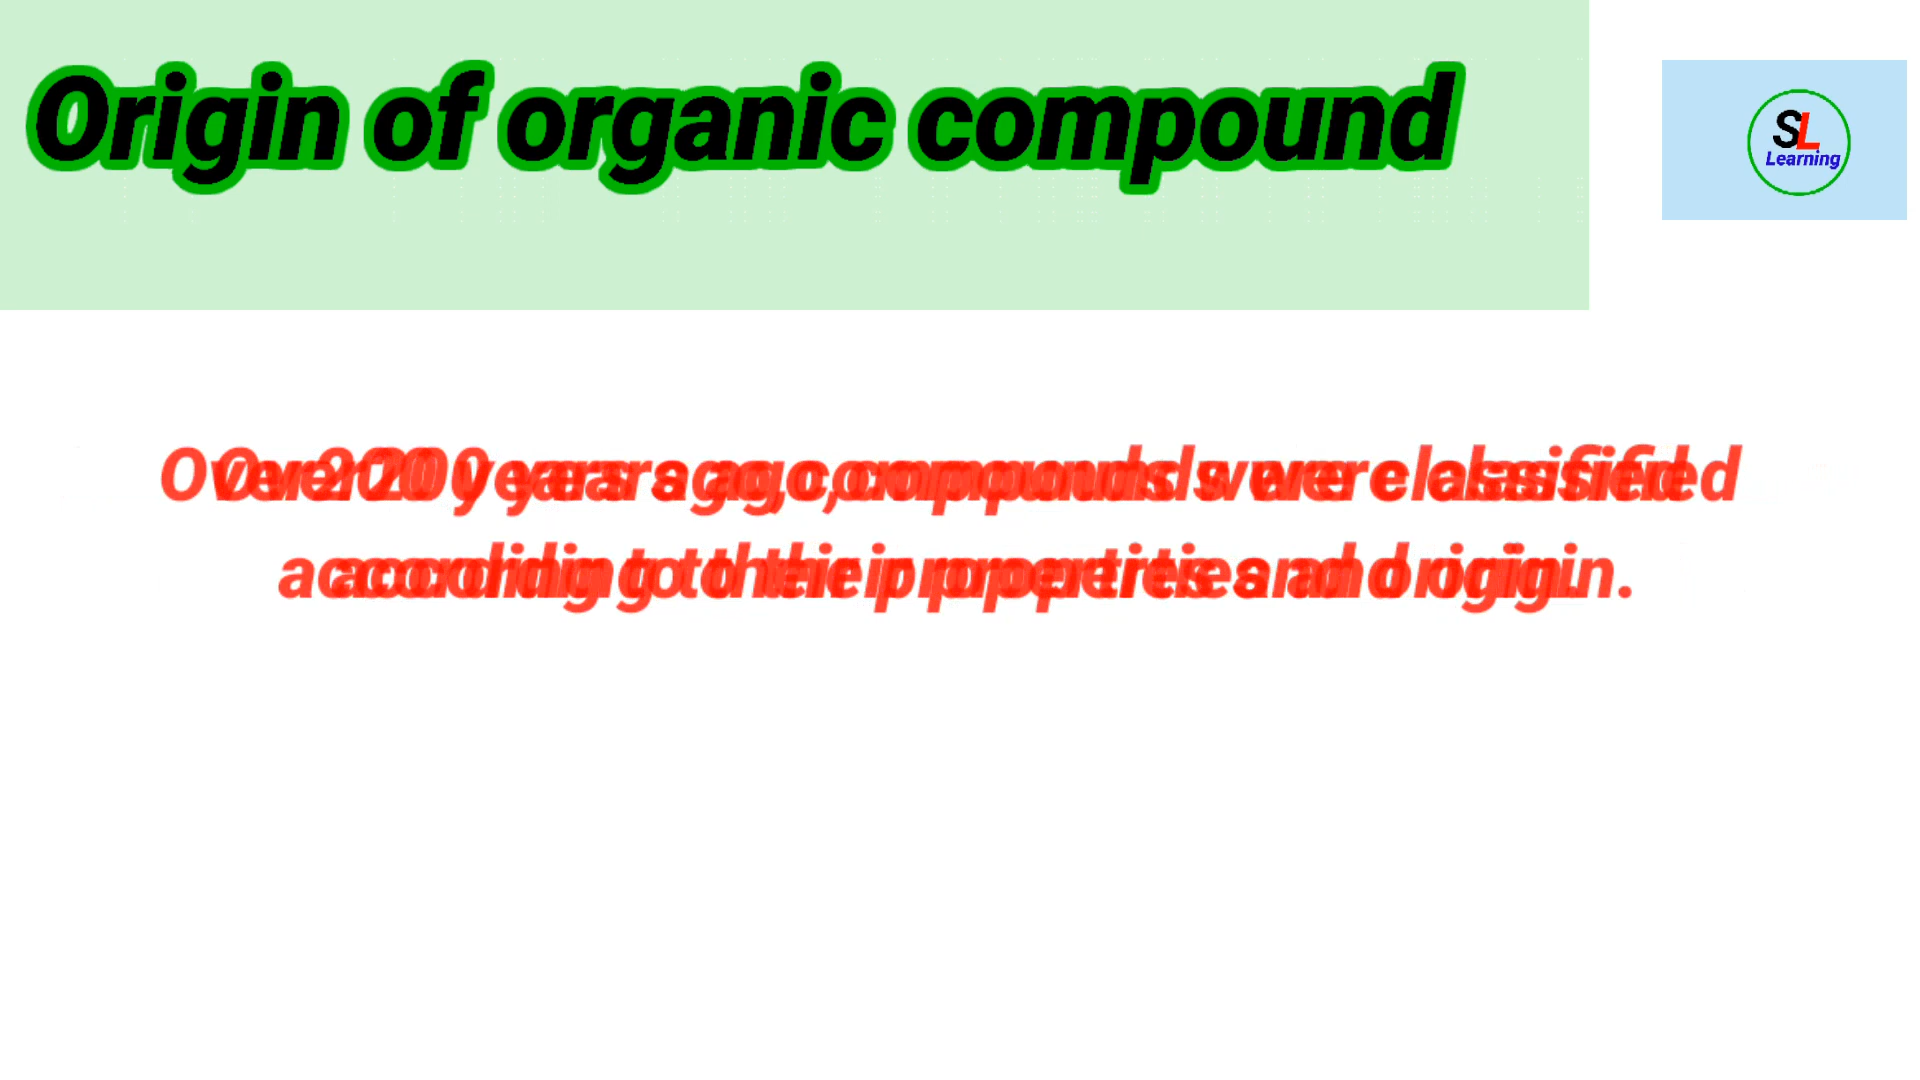 Origin of organic compound
SL
Learning
Over 200 years ago, compounds were classified
according to their properties and origin.